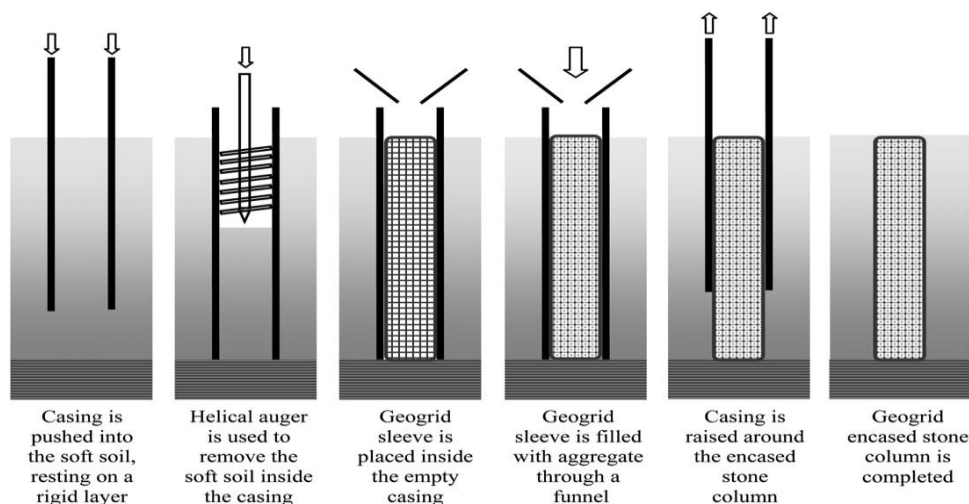 Casing is
pushed into
the soft soil,
resting on a
rigid layer
Helical auger
is used to
remove the
soft soil inside
the casing
Geogrid
sleeve is
placed inside
the empty
casing
Geogrid
sleeve is filled
with aggregate
through a
funnel
Casing is
raised around
the encased
stone
column
Geogrid
encased stone
column is
completed